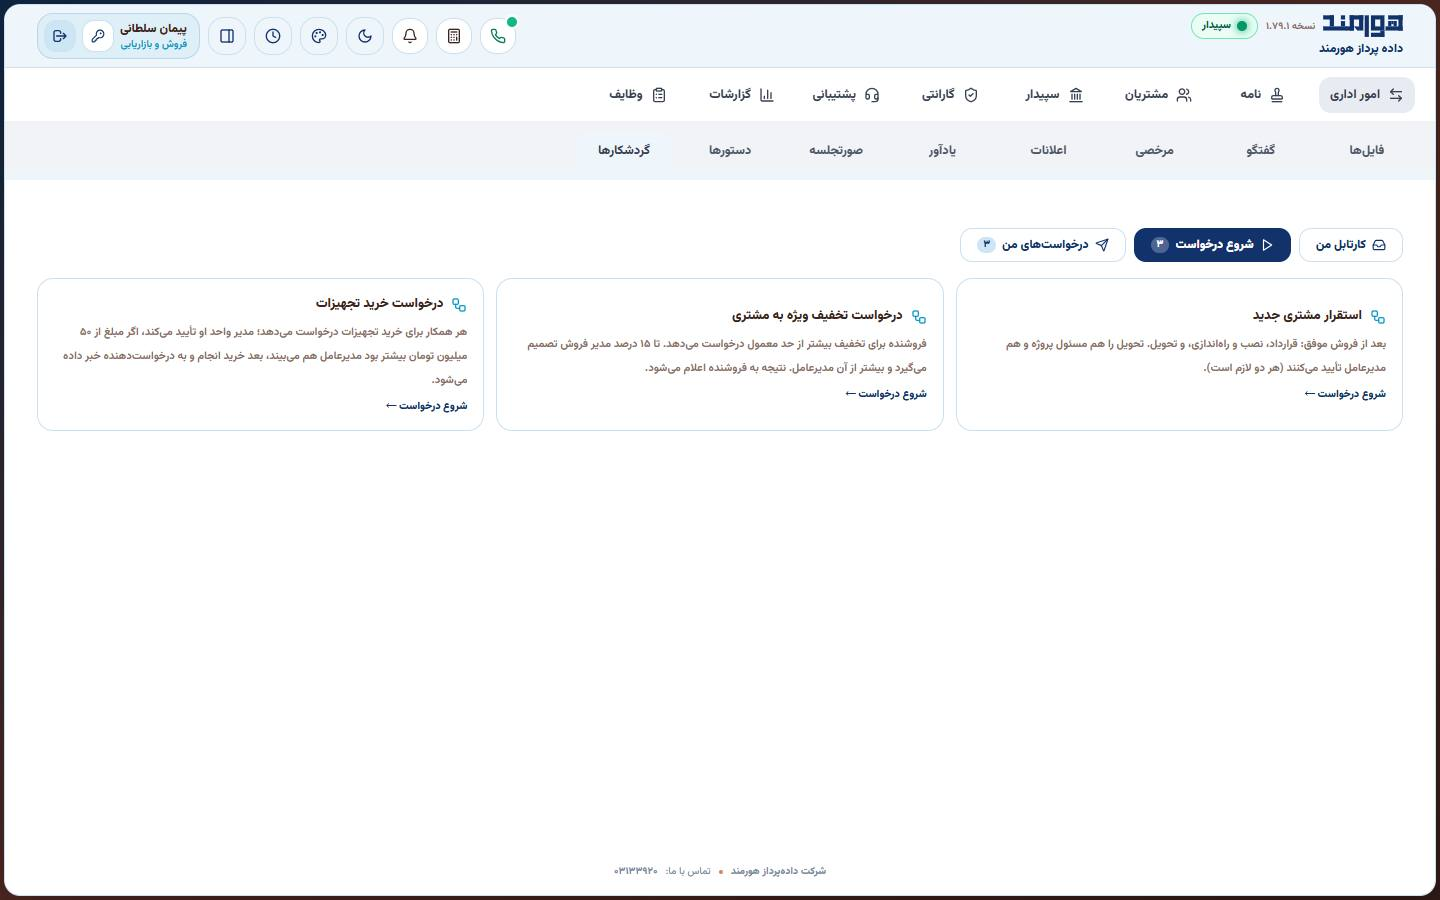 هورمند
نسخه ۱.۷۹.۱
سپیدار
داده پرداز هورمند
پیمان سلطانی
فروش و بازاریابی
امور اداری
نامه
مشتریان
سپیدار
گارانتی
پشتیبانی
گزارشات
وظایف
فایل‌ها
گفتگو
مرخصی
اعلانات
یادآور
صورتجلسه
دستورها
گردشکارها
کارتابل من
شروع درخواست ۳
درخواست‌های من ۳
استقرار مشتری جدید
بعد از فروش موفق: قرارداد، نصب و راه‌اندازی، و تحویل. تحویل را هم مسئول پروژه و هم
مدیرعامل تأیید می‌کنند (هر دو لازم است).
شروع درخواست ←
درخواست تخفیف ویژه به مشتری
فروشنده برای تخفیف بیشتر از حد معمول درخواست می‌دهد. تا ۱۵ درصد مدیر فروش تصمیم
می‌گیرد و بیشتر از آن مدیرعامل. نتیجه به فروشنده اعلام می‌شود.
شروع درخواست ←
درخواست خرید تجهیزات
هر همکار برای خرید تجهیزات درخواست می‌دهد؛ مدیر واحد او تأیید می‌کند، اگر مبلغ از ۵۰
میلیون تومان بیشتر بود مدیرعامل هم می‌بیند، بعد خرید انجام و به درخواست‌دهنده خبر داده
می‌شود.
شروع درخواست ←
شرکت داده‌پرداز هورمند • تماس با ما: ۰۳۱۳۳۹۲۰